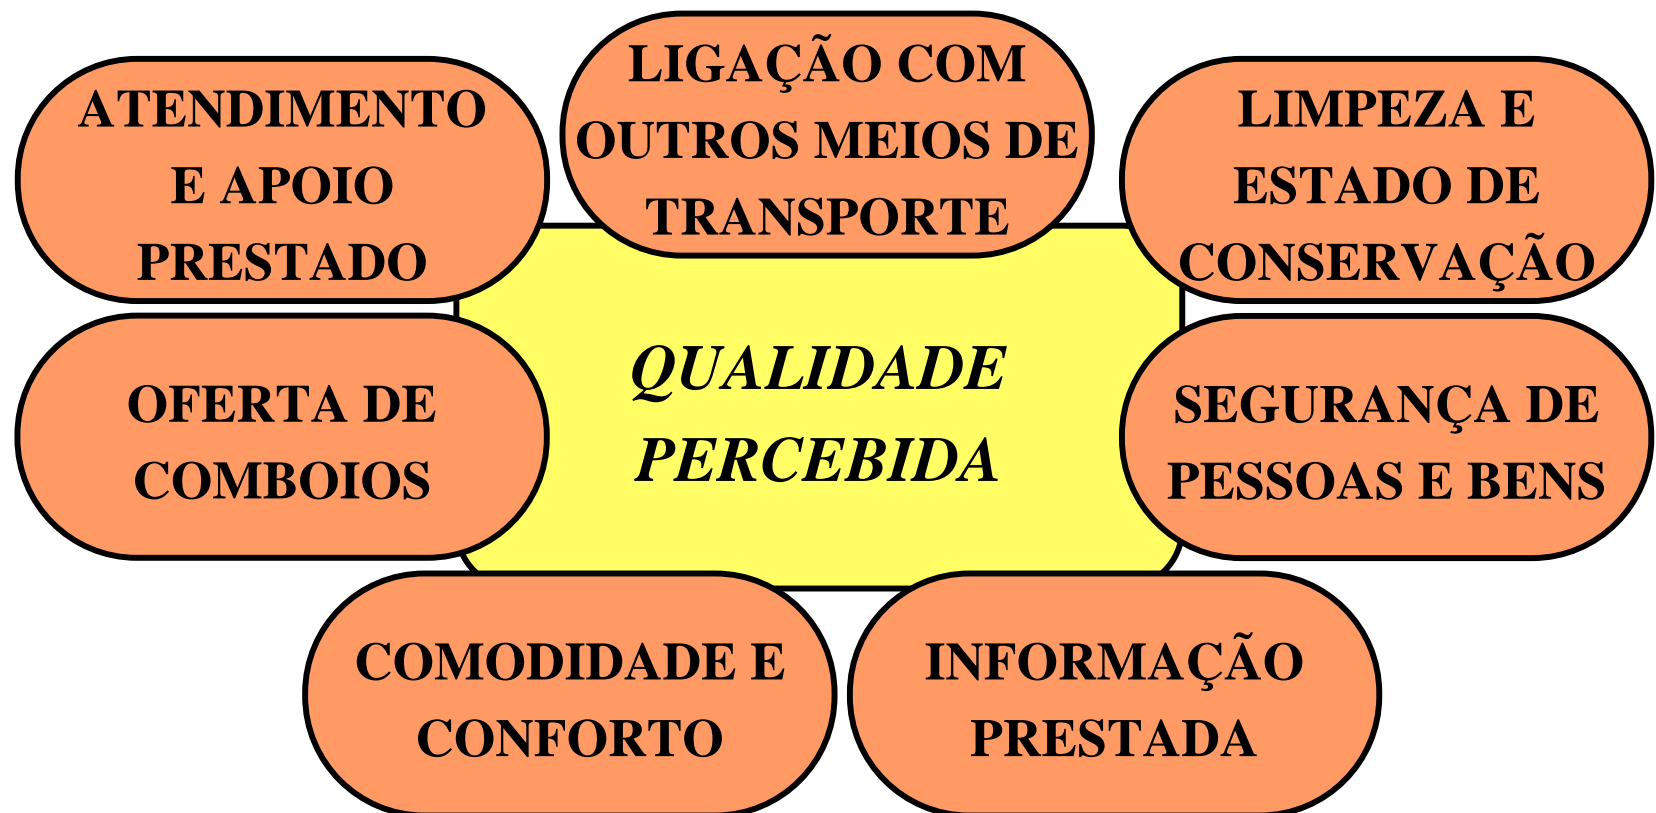 ATENDIMENTO
E APOIO
PRESTADO
LIGAÇÃO COM
OUTROS MEIOS DE
TRANSPORTE
LIMPEZA E
ESTADO DE
CONSERVAÇÃO
OFERTA DE
COMBOIOS
QUALIDADE
PERCEBIDA
SEGURANÇA DE
PESSOAS E BENS
COMODIDADE E
CONFORTO
INFORMAÇÃO
PRESTADA